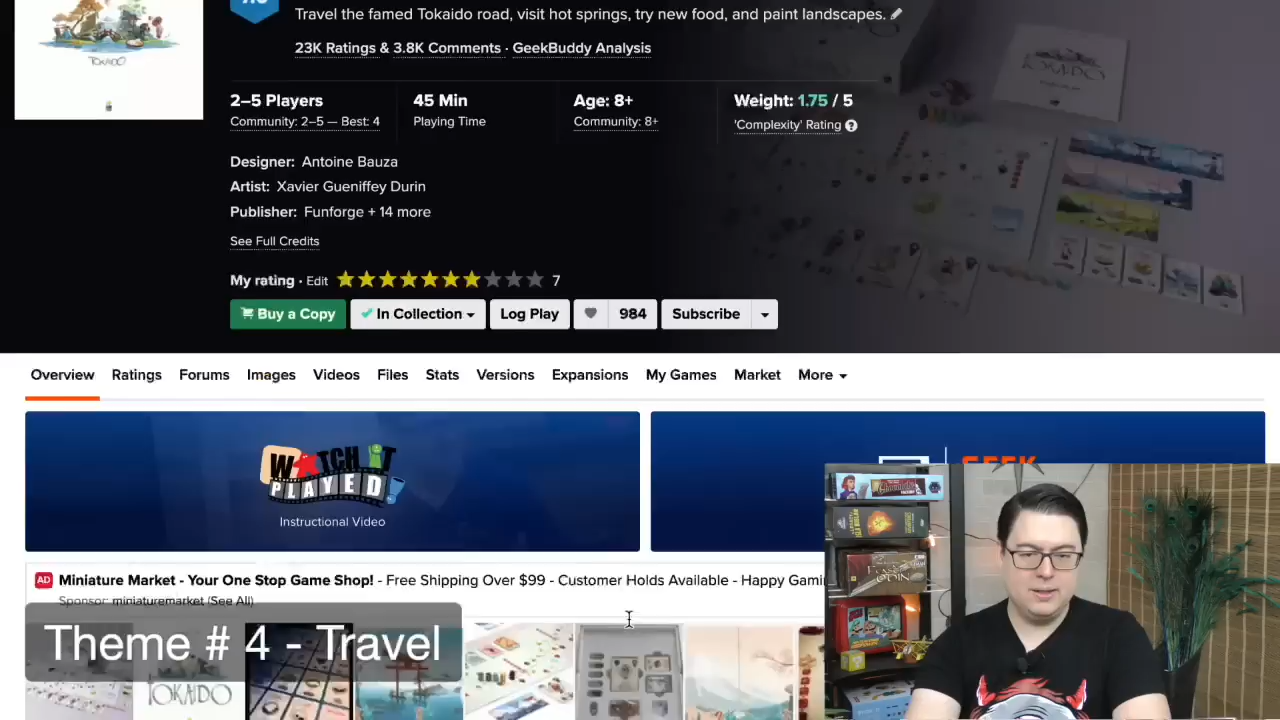 Travel the famed Tokaido road, visit hot springs, try new food, and paint landscapes.
23K Ratings & 3.8K Comments · GeekBuddy Analysis
TOKAIDO
TOKAIDO
2–5 Players
45 Min
Age: 8+
Weight: 1.75 / 5
Community: 2–5 — Best: 4
Playing Time
Community: 8+
'Complexity' Rating
Designer: Antoine Bauza
Artist: Xavier Gueniffey Durin
Publisher: Funforge + 14 more
See Full Credits
My rating · Edit
7
Buy a Copy
In Collection
Log Play
984
Subscribe
Overview
Ratings
Forums
Images
Videos
Files
Stats
Versions
Expansions
My Games
Market
More
WATCH IT
PLAYED
Instructional Video
GEEK
AD Miniature Market - Your One Stop Game Shop! - Free Shipping Over $99 - Customer Holds Available - Happy Gami
Sponsor: miniaturemarket (See All)
Theme # 4 - Travel
TOKAIDO
ODIN